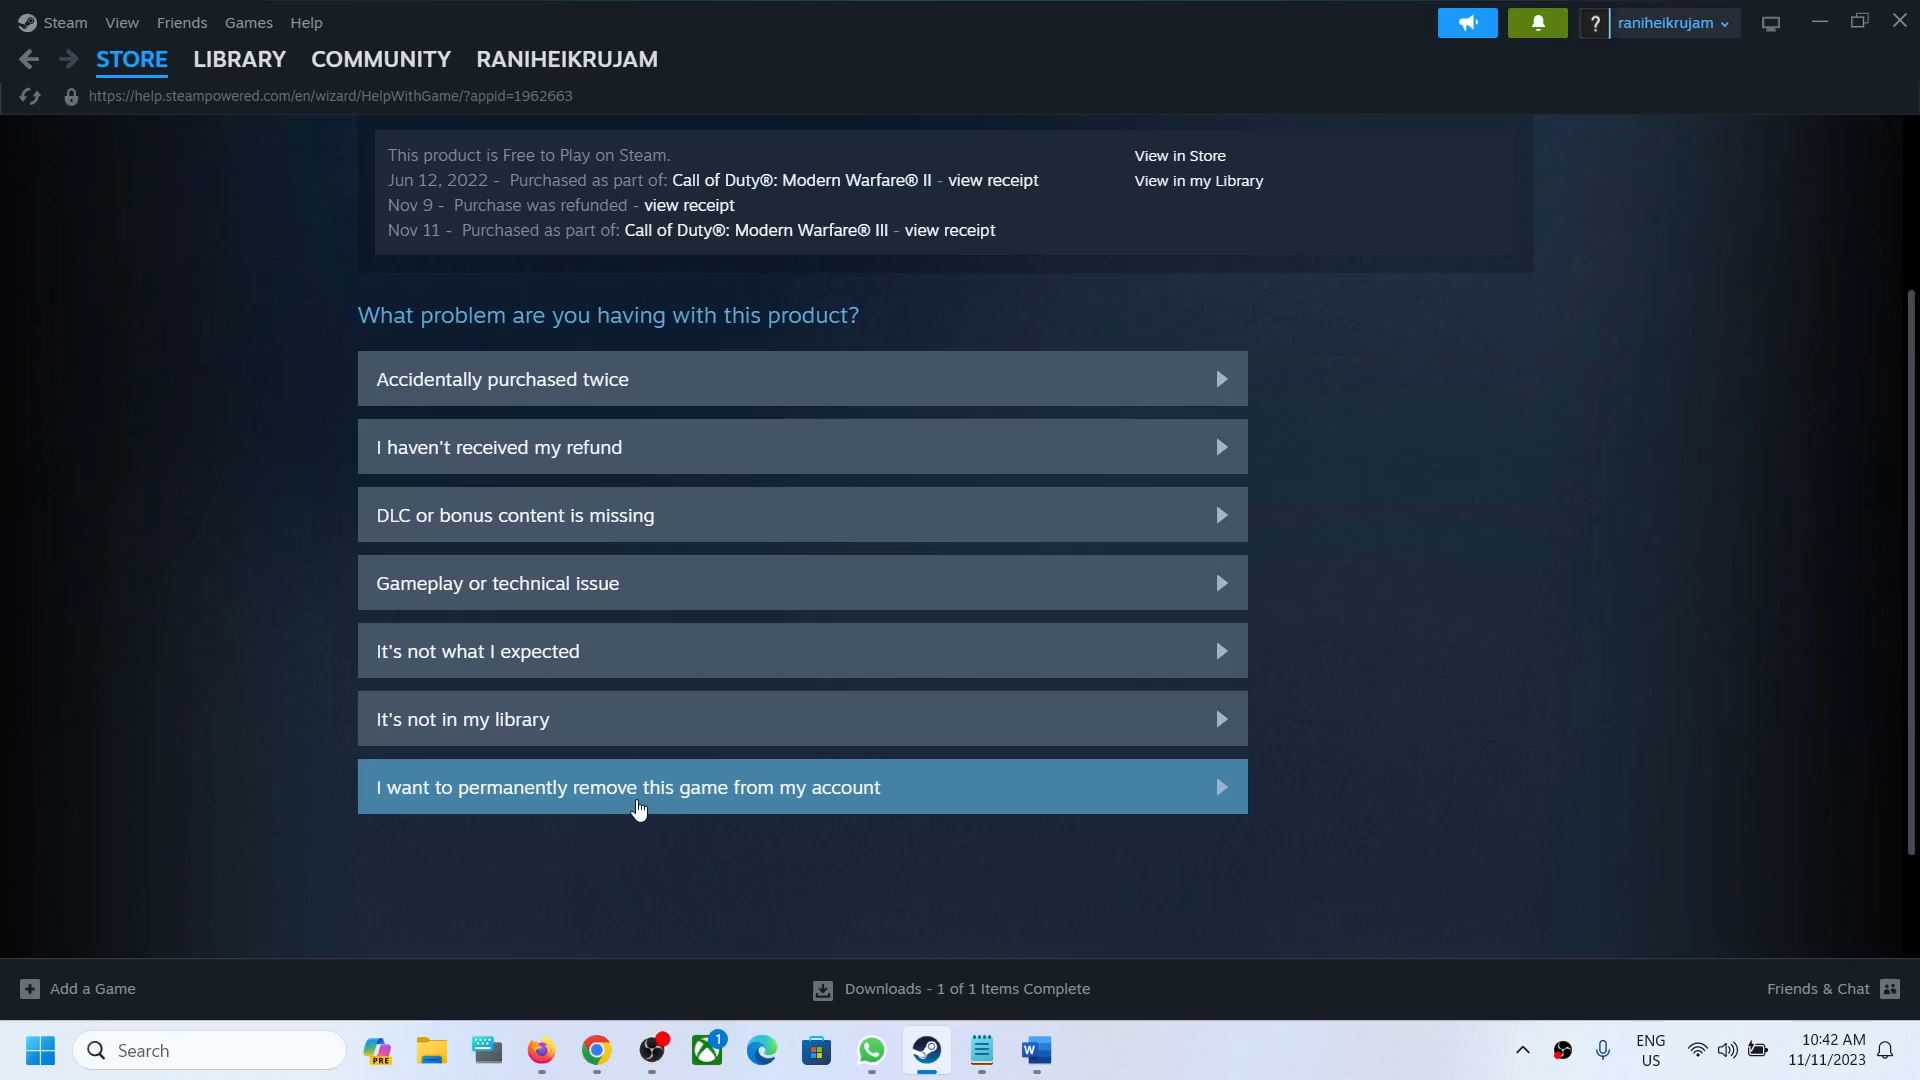 Steam View Friends Games Help
raniheikrujam
STORE LIBRARY COMMUNITY RANIHEIKRUJAM
https://help.steampowered.com/en/wizard/HelpWithGame/?appid=1962663
This product is Free to Play on Steam.
View in Store
Jun 12, 2022 - Purchased as part of: Call of Duty®: Modern Warfare® II - view receipt
View in my Library
Nov 9 - Purchase was refunded - view receipt
Nov 11 - Purchased as part of: Call of Duty®: Modern Warfare® III - view receipt
What problem are you having with this product?
Accidentally purchased twice
I haven't received my refund
DLC or bonus content is missing
Gameplay or technical issue
It's not what I expected
It's not in my library
I want to permanently remove this game from my account
Add a Game
Downloads - 1 of 1 Items Complete
Friends & Chat
Search
PRE
1
ENG
US
10:42 AM
11/11/2023